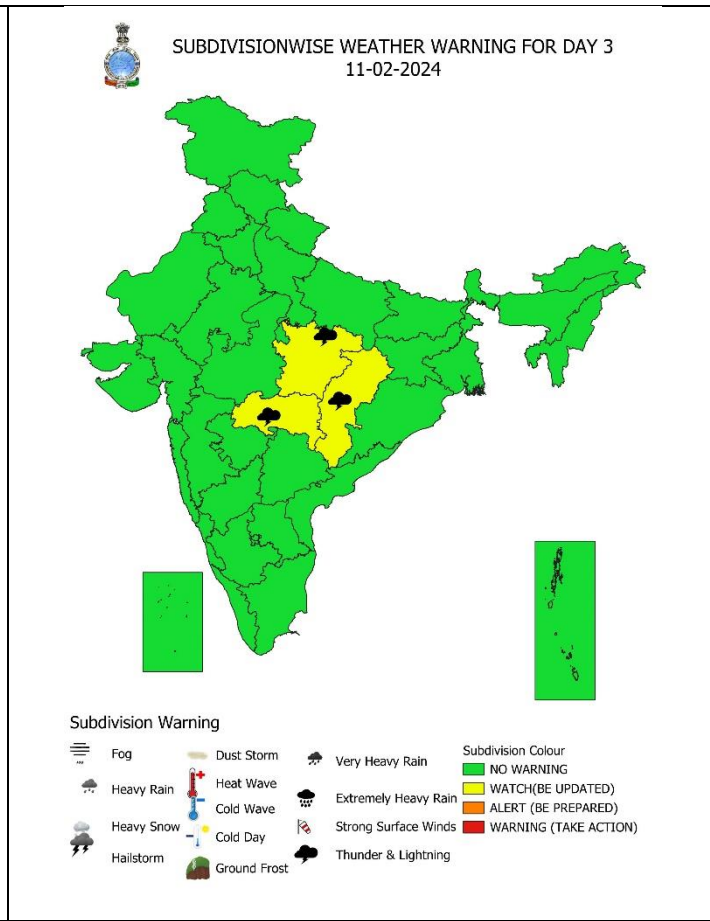 SUBDIVISIONWISE WEATHER WARNING FOR DAY 3
11-02-2024
Subdivision Warning
Fog
Heavy Rain
Heavy Snow
Hailstorm
Dust Storm
Heat Wave
Cold Wave
Cold Day
Ground Frost
Very Heavy Rain
Extremely Heavy Rain
Strong Surface Winds
Thunder & Lightning
Subdivision Colour
NO WARNING
WATCH(BE UPDATED)
ALERT (BE PREPARED)
WARNING (TAKE ACTION)